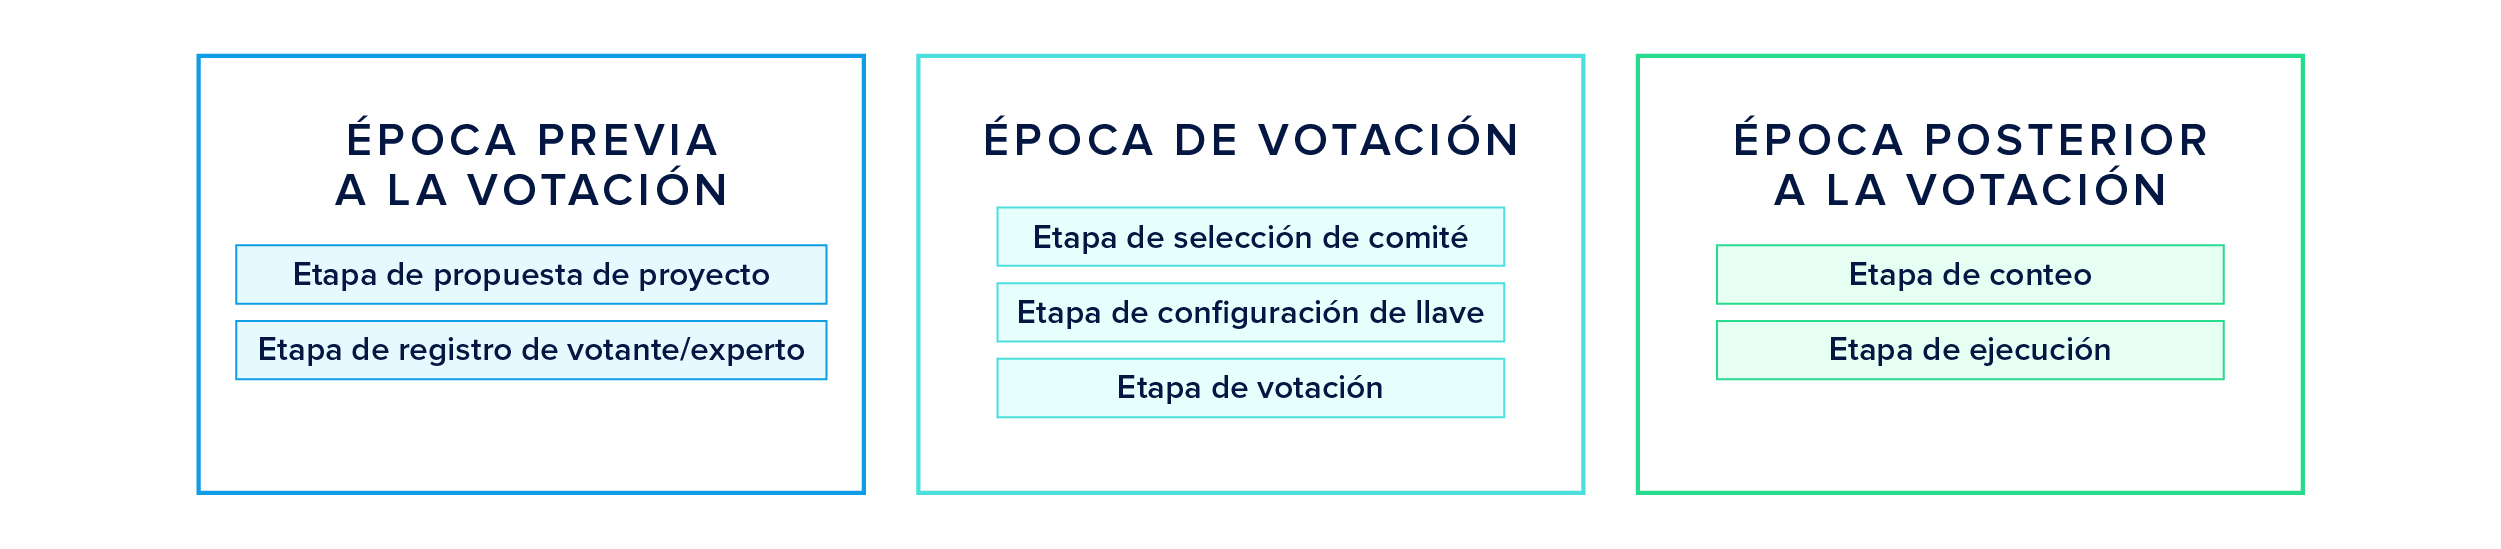 ÉPOCA PREVIA
A LA VOTACIÓN
Etapa de propuesta de proyecto
Etapa de registro de votante/experto
ÉPOCA DE VOTACIÓN
Etapa de selección de comité
Etapa de configuración de llave
Etapa de votación
ÉPOCA POSTERIOR
A LA VOTACIÓN
Etapa de conteo
Etapa de ejecución